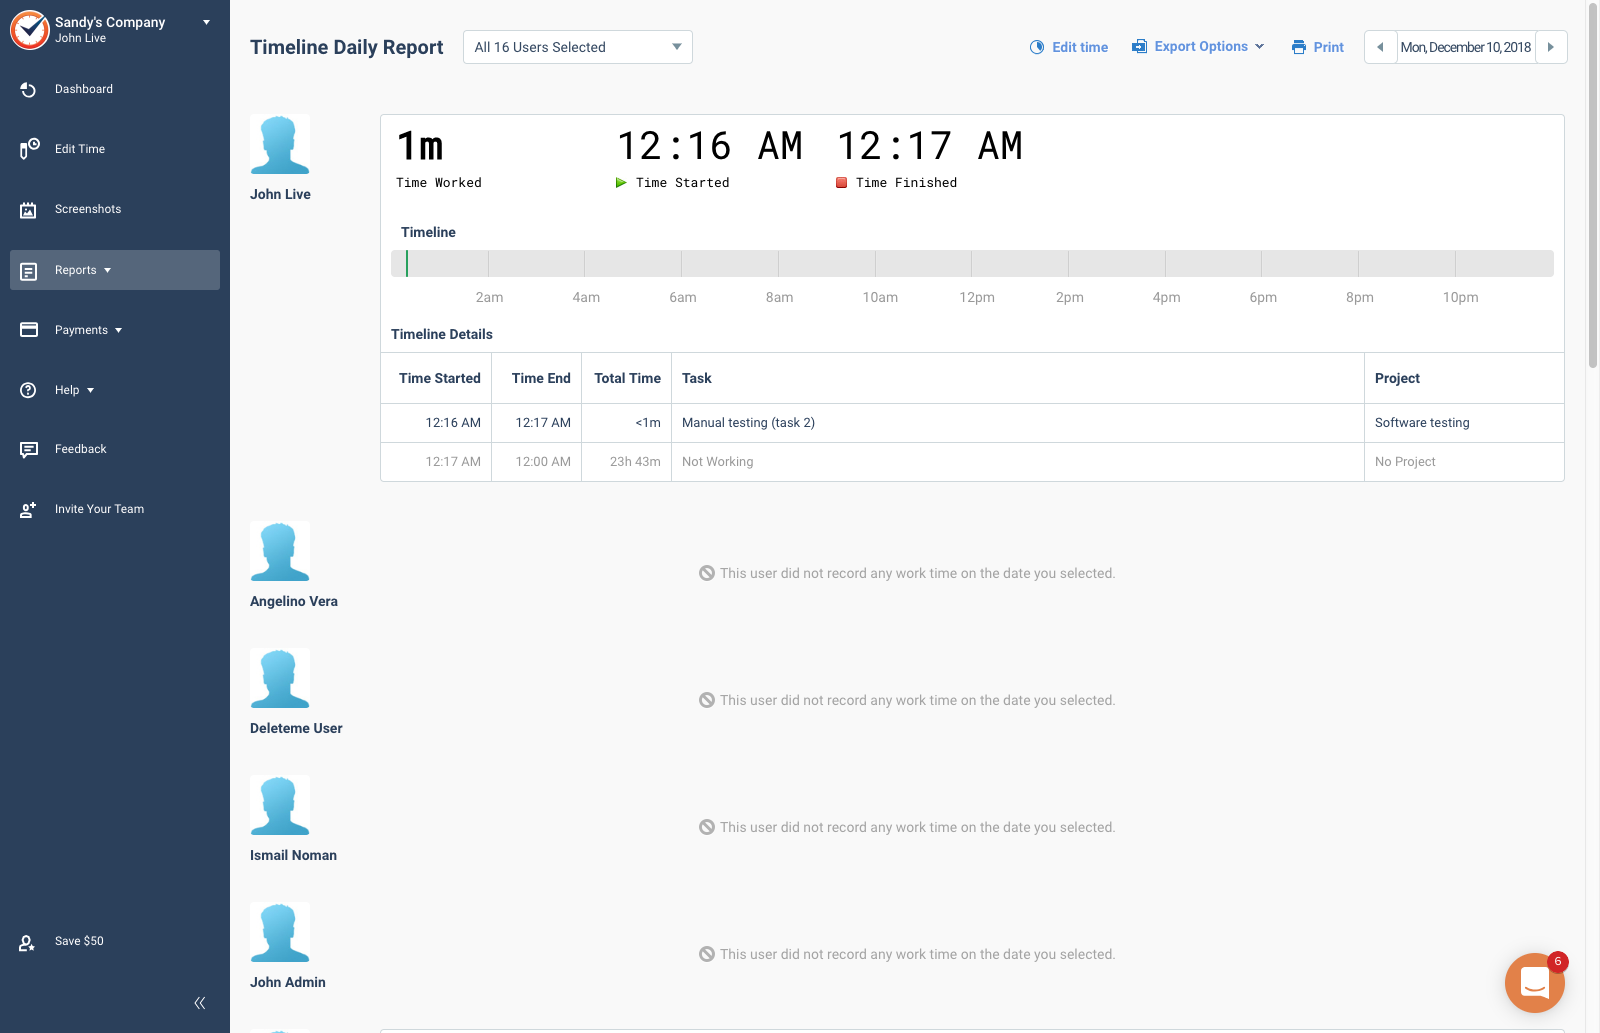 Sandy's Company
John Live
Dashboard
Edit Time
Screenshots
Reports
Payments
Help
Feedback
Invite Your Team
Save $50
Timeline Daily Report
All 16 Users Selected
Edit time
Export Options
Print
Mon, December 10, 2018
John Live
1m
12:16 AM
12:17 AM
Time Worked
Time Started
Time Finished
Timeline
2am 4am 6am 8am 10am 12pm 2pm 4pm 6pm 8pm 10pm
Timeline Details
Time Started Time End Total Time Task Project
12:16 AM 12:17 AM <1m Manual testing (task 2) Software testing
12:17 AM 12:00 AM 23h 43m Not Working No Project
Angelino Vera
This user did not record any work time on the date you selected.
Deleteme User
This user did not record any work time on the date you selected.
Ismail Noman
This user did not record any work time on the date you selected.
John Admin
This user did not record any work time on the date you selected.
6